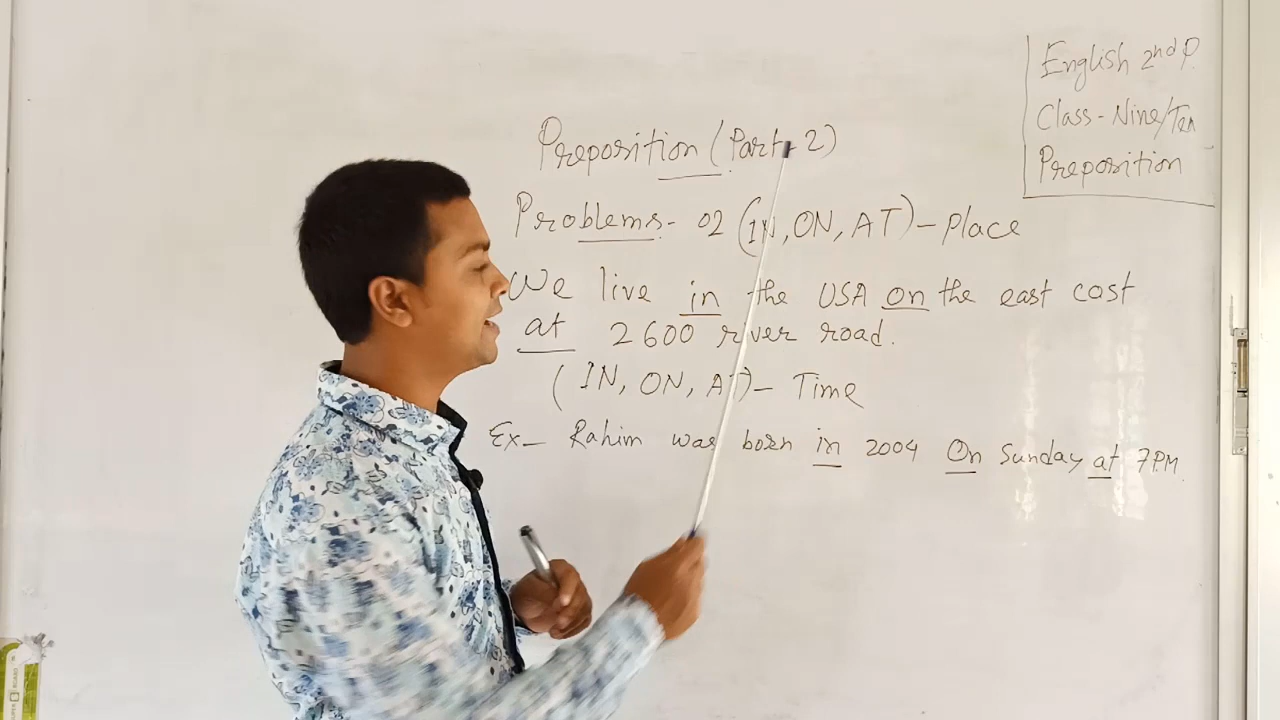 English 2nd P.
Class - Nine/Ten
Preposition
Preposition (Part-2)
Problems - 02 (IN, ON, AT) - Place
We live in the USA on the east cost
at 2600 river road.
(IN, ON, AT) - Time
Ex- Rahim was born in 2004 On Sunday at 7PM.